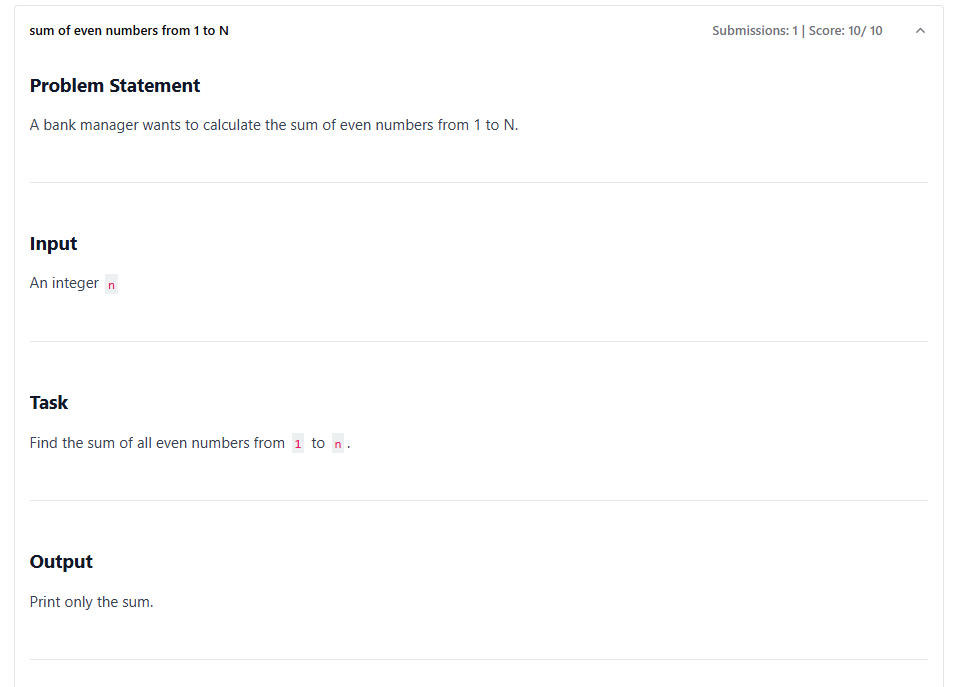 sum of even numbers from 1 to N
Submissions: 1 | Score: 10/ 10
Problem Statement
A bank manager wants to calculate the sum of even numbers from 1 to N.
Input
An integer n
Task
Find the sum of all even numbers from 1 to n .
Output
Print only the sum.